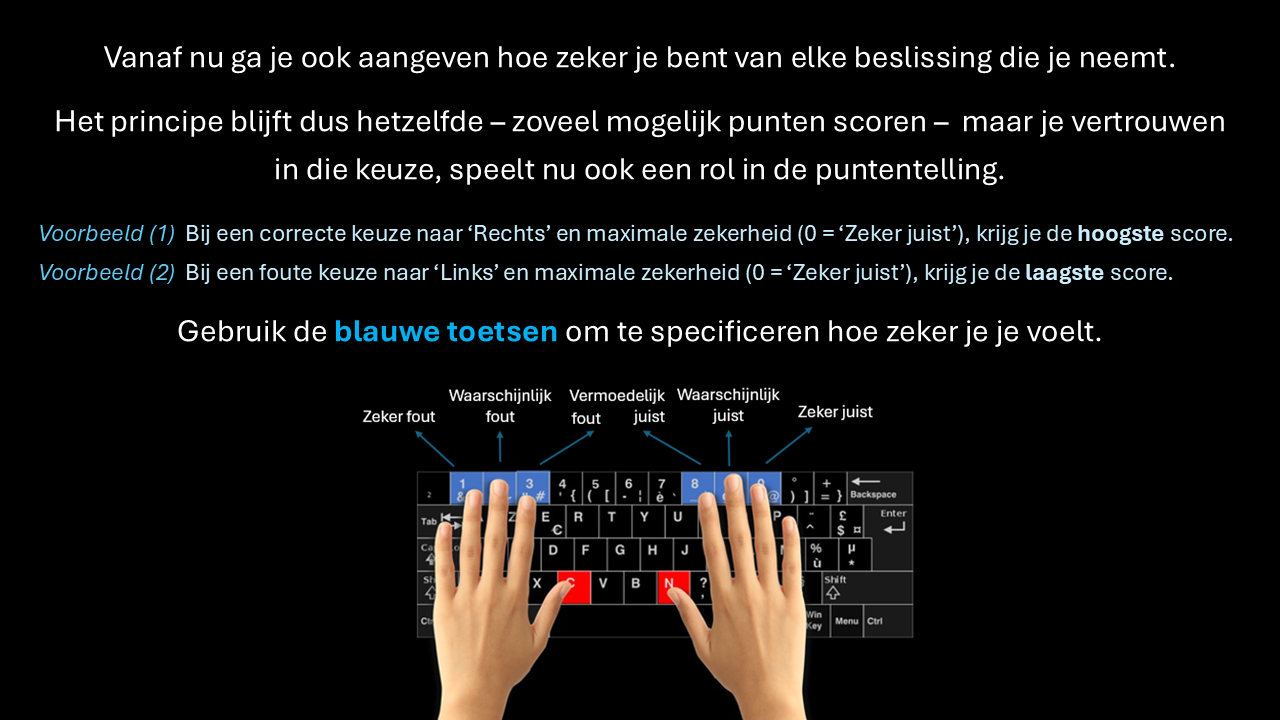 Vanaf nu ga je ook aangeven hoe zeker je bent van elke beslissing die je neemt.
Het principe blijft dus hetzelfde – zoveel mogelijk punten scoren – maar je vertrouwen
in die keuze, speelt nu ook een rol in de puntentelling.
Voorbeeld (1) Bij een correcte keuze naar ‘Rechts’ en maximale zekerheid (0 = ‘Zeker juist’), krijg je de hoogste score.
Voorbeeld (2) Bij een foute keuze naar ‘Links’ en maximale zekerheid (0 = ‘Zeker juist’), krijg je de laagste score.
Gebruik de blauwe toetsen om te specificeren hoe zeker je je voelt.
Zeker fout
Waarschijnlijk
fout
Vermoedelijk
fout juist
Waarschijnlijk
juist
Zeker juist
2 1 & 3 " # 4 ' { 5 ( [ 6 - ¦ 7 è ` 8 _ @ ° ) ] + = } Backspace
Tab Z E € R T Y U P ¨ ^ £ $ ¤ Enter
D F G H J M % ù µ *
X C V B N ? , Shift
Win Key Menu Ctrl